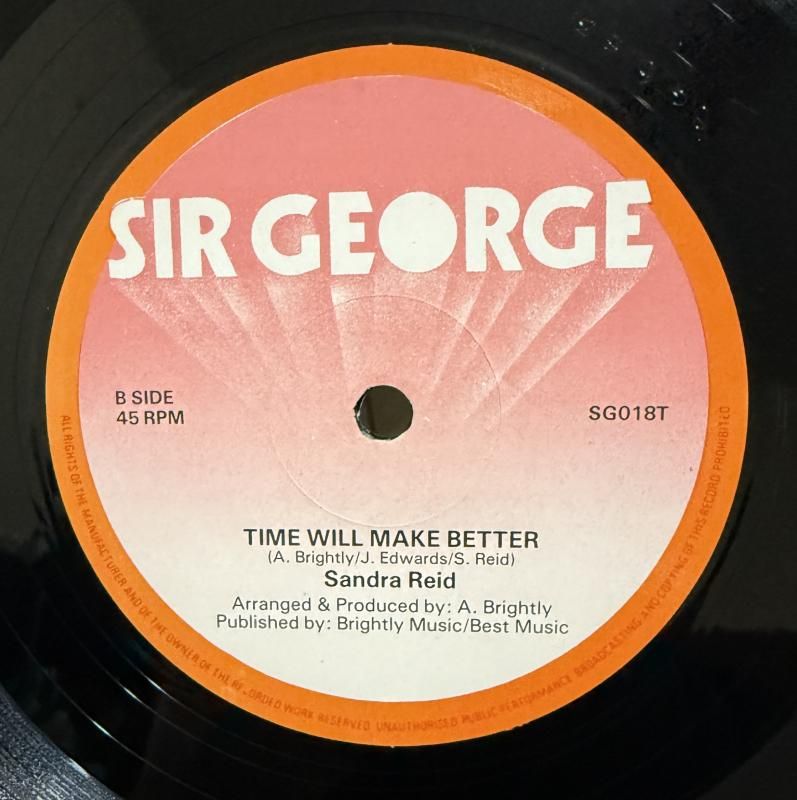 SIR GEORGE
B SIDE
45 RPM
SG018T
TIME WILL MAKE BETTER
(A. Brightly/J. Edwards/S. Reid)
Sandra Reid
Arranged & Produced by: A. Brightly
Published by: Brightly Music/Best Music
ALL RIGHTS OF THE MANUFACTURER AND OF THE OWNER OF THE RECORDED WORK RESERVED UNAUTHORISED PUBLIC PERFORMANCE BROADCASTING AND COPYING OF THIS RECORD PROHIBITED